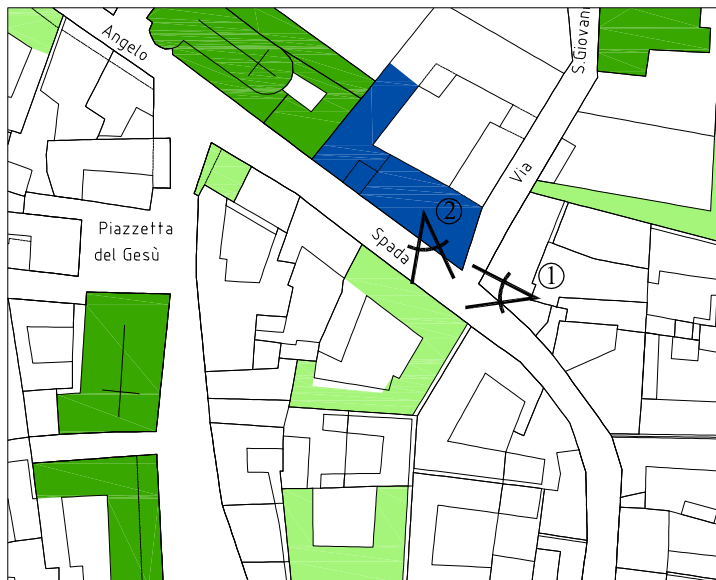 Angelo
S.Giovan
Via
②
Piazzetta
del Gesù
Spada
①